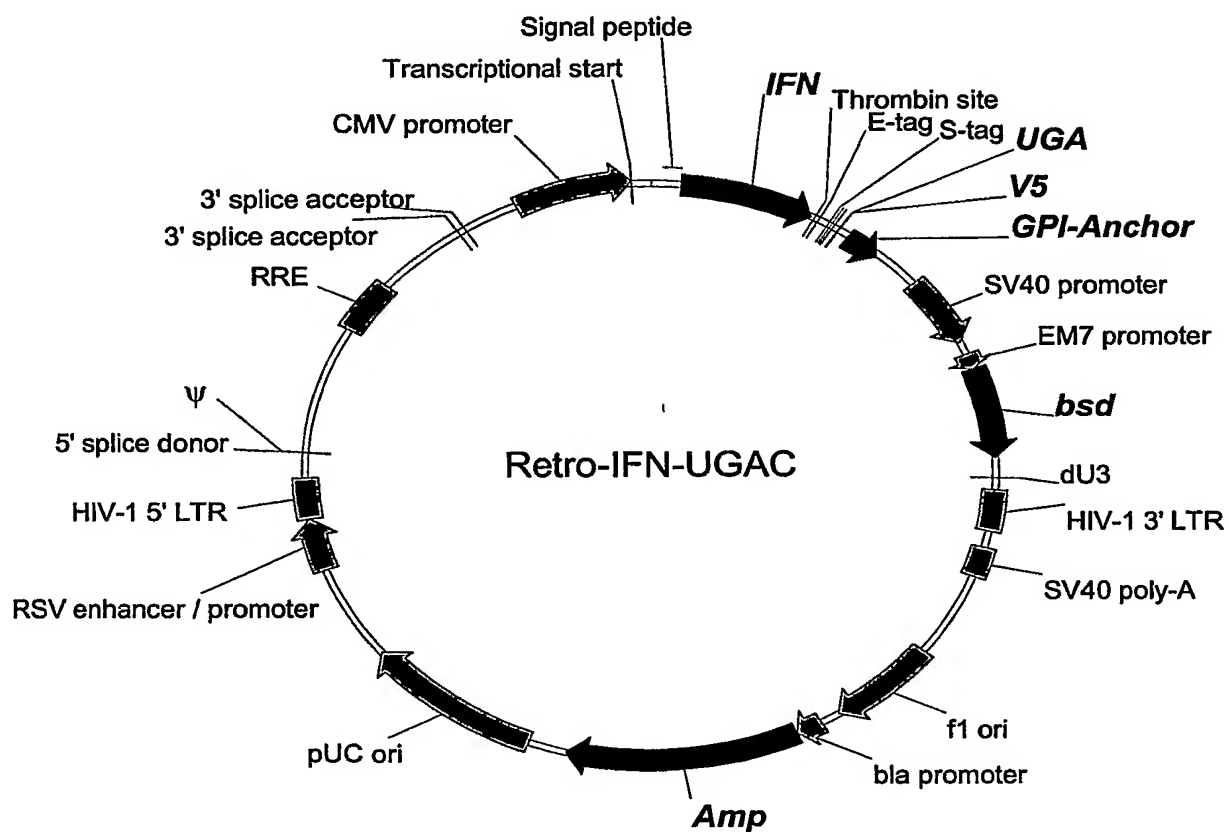 Signal peptide
Transcriptional start
IFN
Thrombin site
CMV promoter
E-tag
S-tag
UGA
V5
3' splice acceptor
3' splice acceptor
GPI-Anchor
RRE
SV40 promoter
EM7 promoter
ψ
bsd
5' splice donor
Retro-IFN-UGAC
dU3
HIV-1 5' LTR
HIV-1 3' LTR
SV40 poly-A
RSV enhancer / promoter
f1 ori
pUC ori
bla promoter
Amp